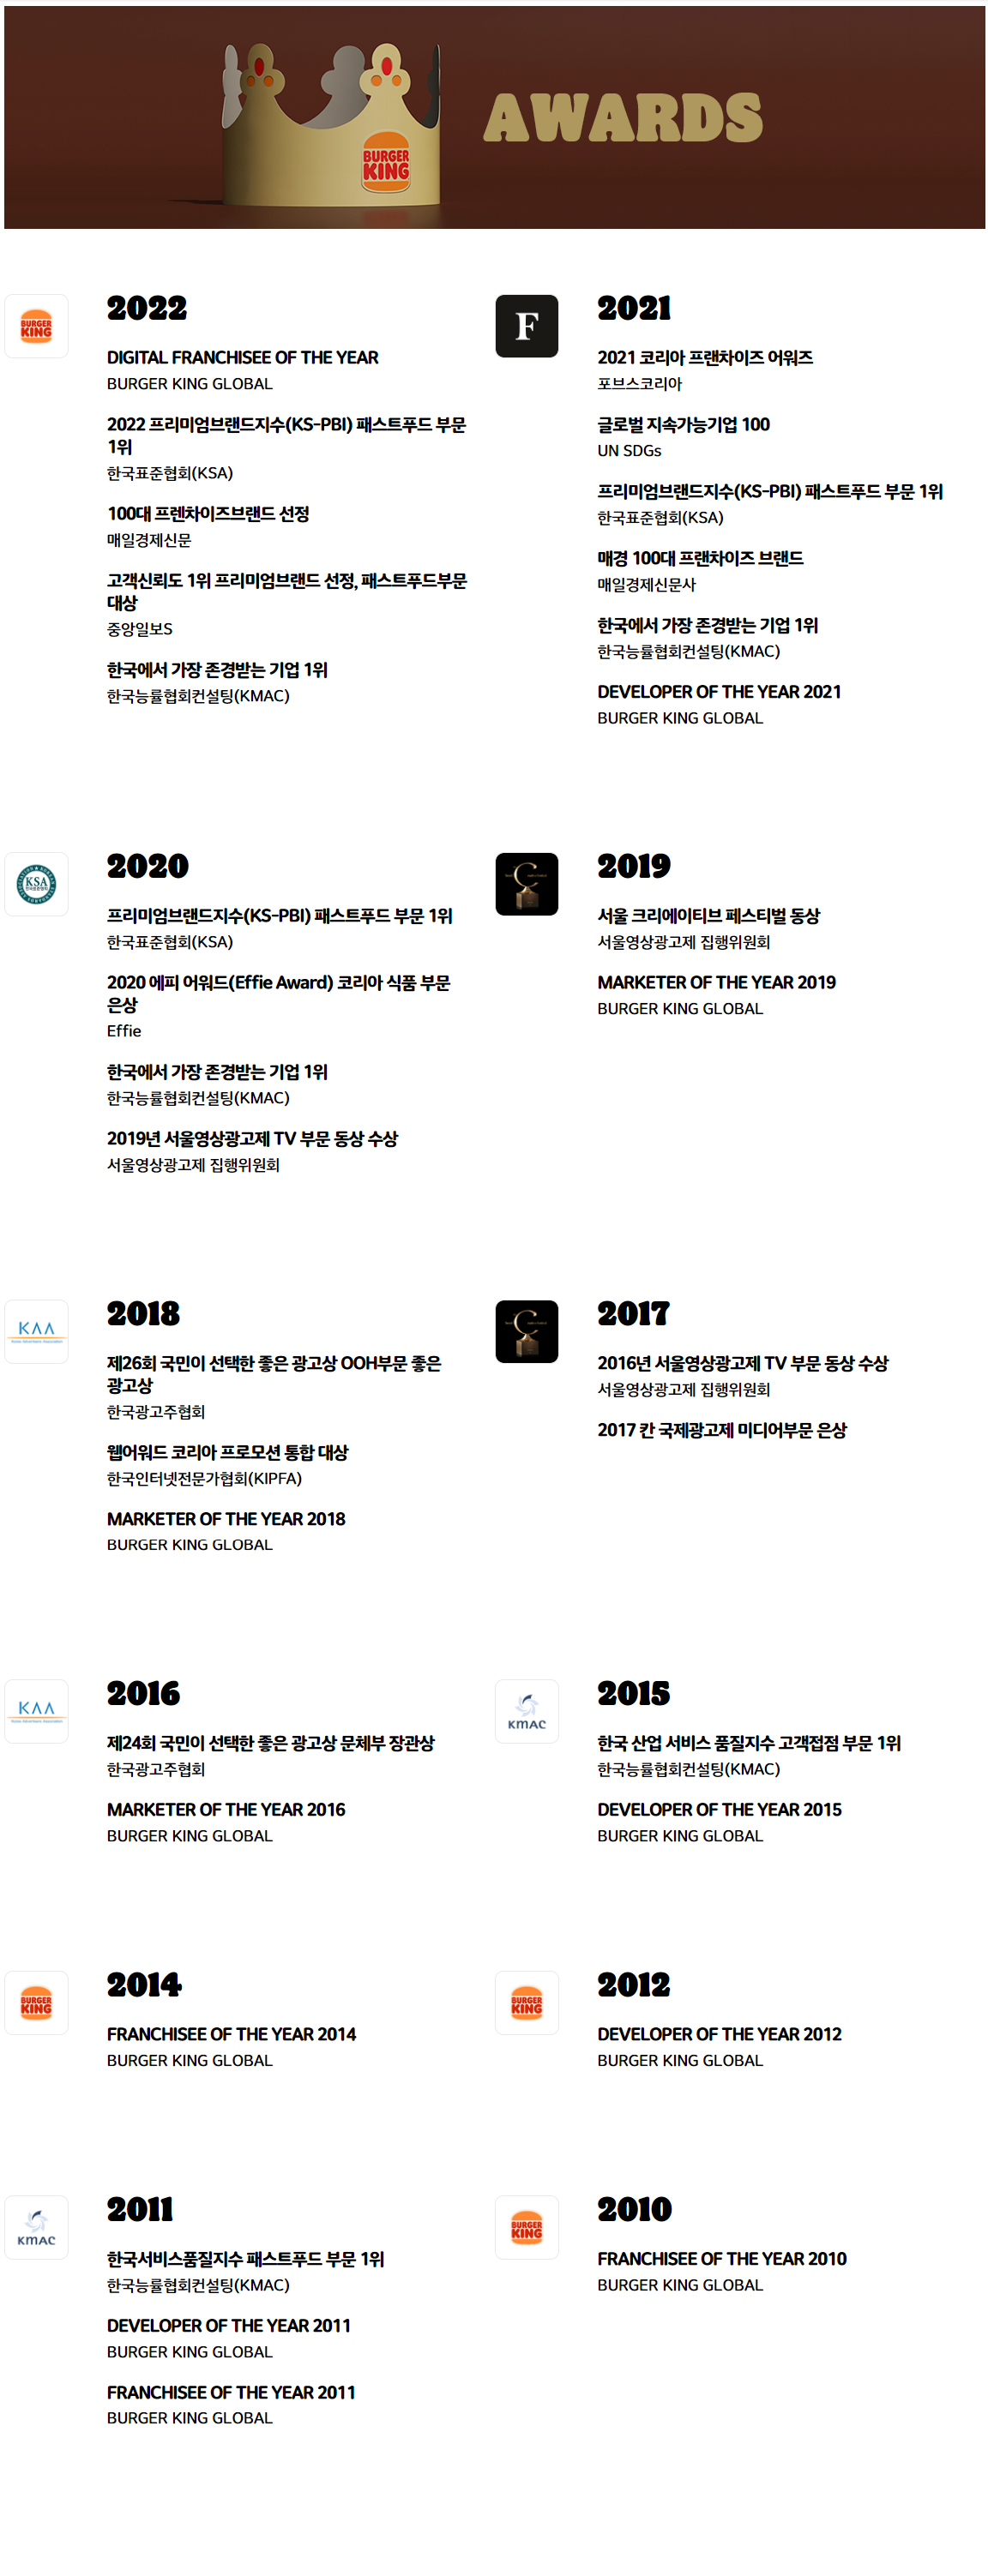 BURGER
KING
AWARDS
BURGER
KING
2022
DIGITAL FRANCHISEE OF THE YEAR
BURGER KING GLOBAL
2022 프리미엄브랜드지수(KS-PBI) 패스트푸드 부문
1위
한국표준협회(KSA)
100대 프렌차이즈브랜드 선정
매일경제신문
고객신뢰도 1위 프리미엄브랜드 선정, 패스트푸드부문
대상
중앙일보S
한국에서 가장 존경받는 기업 1위
한국능률협회컨설팅(KMAC)
F
2021
2021 코리아 프랜차이즈 어워즈
포브스코리아
글로벌 지속가능기업 100
UN SDGs
프리미엄브랜드지수(KS-PBI) 패스트푸드 부문 1위
한국표준협회(KSA)
매경 100대 프랜차이즈 브랜드
매일경제신문사
한국에서 가장 존경받는 기업 1위
한국능률협회컨설팅(KMAC)
DEVELOPER OF THE YEAR 2021
BURGER KING GLOBAL
KSA
2020
프리미엄브랜드지수(KS-PBI) 패스트푸드 부문 1위
한국표준협회(KSA)
2020 에피 어워드(Effie Award) 코리아 식품 부문
은상
Effie
한국에서 가장 존경받는 기업 1위
한국능률협회컨설팅(KMAC)
2019년 서울영상광고제 TV 부문 동상 수상
서울영상광고제 집행위원회
2019
서울 크리에이티브 페스티벌 동상
서울영상광고제 집행위원회
MARKETER OF THE YEAR 2019
BURGER KING GLOBAL
KAA
2018
제26회 국민이 선택한 좋은 광고상 OOH부문 좋은
광고상
한국광고주협회
웹어워드 코리아 프로모션 통합 대상
한국인터넷전문가협회(KIPFA)
MARKETER OF THE YEAR 2018
BURGER KING GLOBAL
2017
2016년 서울영상광고제 TV 부문 동상 수상
서울영상광고제 집행위원회
2017 칸 국제광고제 미디어부문 은상
KAA
2016
제24회 국민이 선택한 좋은 광고상 문체부 장관상
한국광고주협회
MARKETER OF THE YEAR 2016
BURGER KING GLOBAL
KMAC
2015
한국 산업 서비스 품질지수 고객접점 부문 1위
한국능률협회컨설팅(KMAC)
DEVELOPER OF THE YEAR 2015
BURGER KING GLOBAL
BURGER
KING
2014
FRANCHISEE OF THE YEAR 2014
BURGER KING GLOBAL
BURGER
KING
2012
DEVELOPER OF THE YEAR 2012
BURGER KING GLOBAL
KMAC
2011
한국서비스품질지수 패스트푸드 부문 1위
한국능률협회컨설팅(KMAC)
DEVELOPER OF THE YEAR 2011
BURGER KING GLOBAL
FRANCHISEE OF THE YEAR 2011
BURGER KING GLOBAL
BURGER
KING
2010
FRANCHISEE OF THE YEAR 2010
BURGER KING GLOBAL